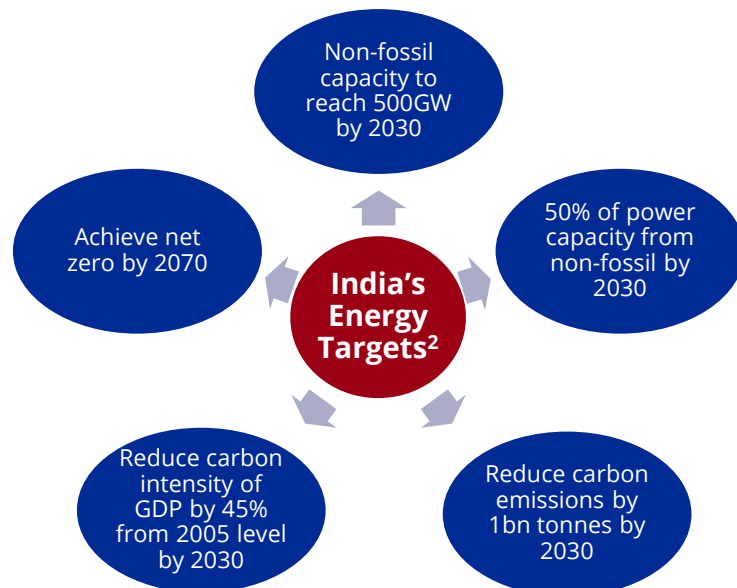 Non-fossil
capacity to
reach 500GW
by 2030
50% of power
capacity from
non-fossil by
2030
Achieve net
zero by 2070
India’s
Energy
Targets²
Reduce carbon
intensity of
GDP by 45%
from 2005 level
by 2030
Reduce carbon
emissions by
1bn tonnes by
2030